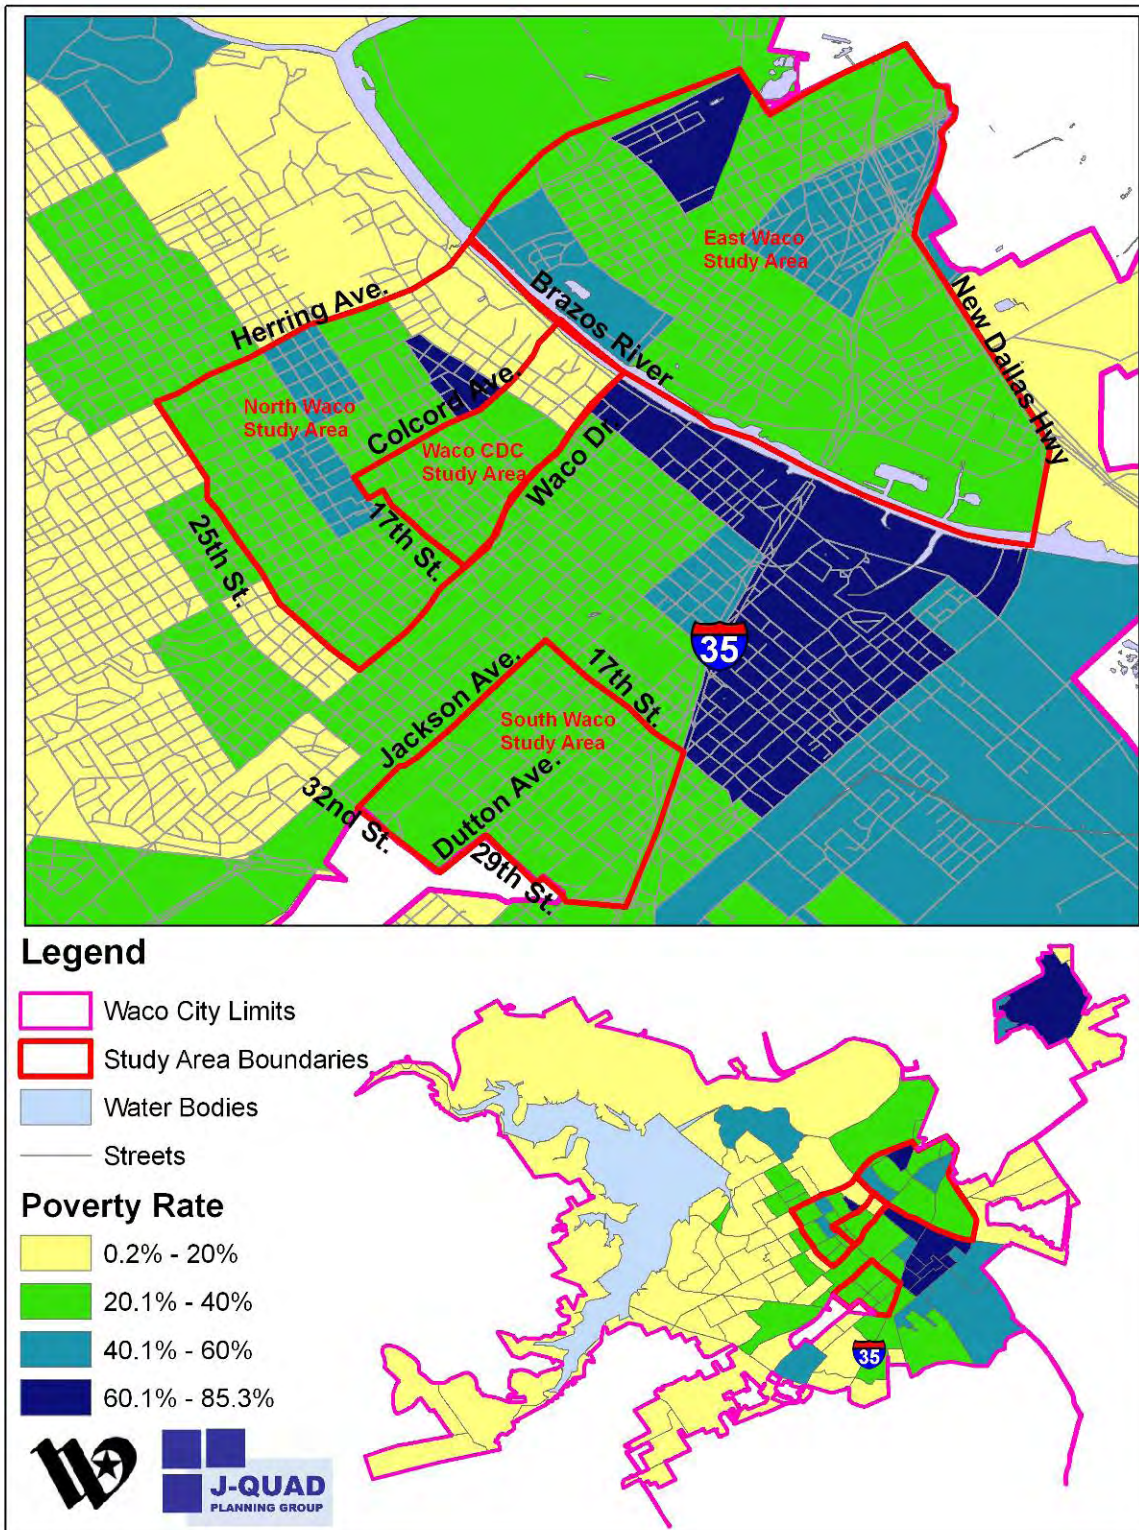 East Waco
Study Area
Brazos River
New Dallas Hwy
Herring Ave.
North Waco
Study Area
Colcord Ave.
Waco CDC
Study Area
Waco Dr.
17th St.
25th St.
35
Jackson Ave.
17th St.
South Waco
Study Area
32nd St.
Dutton Ave.
29th St.
Legend
Waco City Limits
Study Area Boundaries
Water Bodies
Streets
Poverty Rate
0.2% - 20%
20.1% - 40%
40.1% - 60%
60.1% - 85.3%
35
J-QUAD
PLANNING GROUP